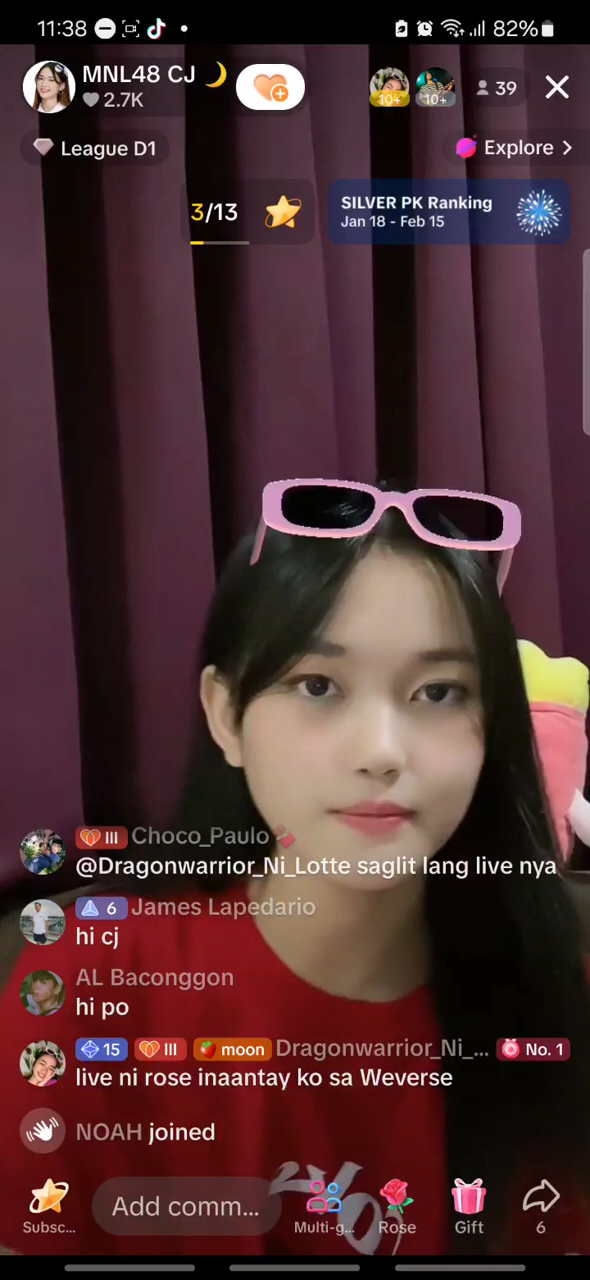 11:38
82%
MNL48 CJ 🌙
2.7K
10+
10+
39
League D1
Explore >
3/13
SILVER PK Ranking
Jan 18 - Feb 15
III Choco_Paulo🍫
@Dragonwarrior_Ni_Lotte saglit lang live nya
6 James Lapedario
hi cj
AL Baconggon
hi po
15 III moon Dragonwarrior_Ni_... No. 1
live ni rose inaantay ko sa Weverse
NOAH joined
Add comm...
Subsc...
Multi-g...
Rose
Gift
6